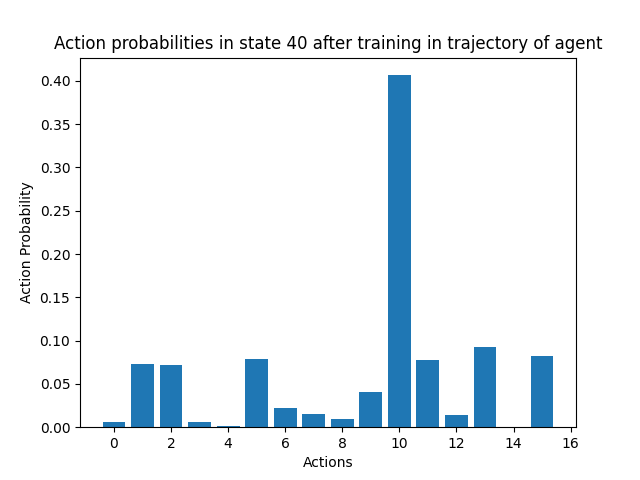 Action probabilities in state 40 after training in trajectory of agent
0.40
0.35
0.30
0.25
0.20
0.15
0.10
0.05
0.00
Action Probability
0 2 4 6 8 10 12 14 16
Actions